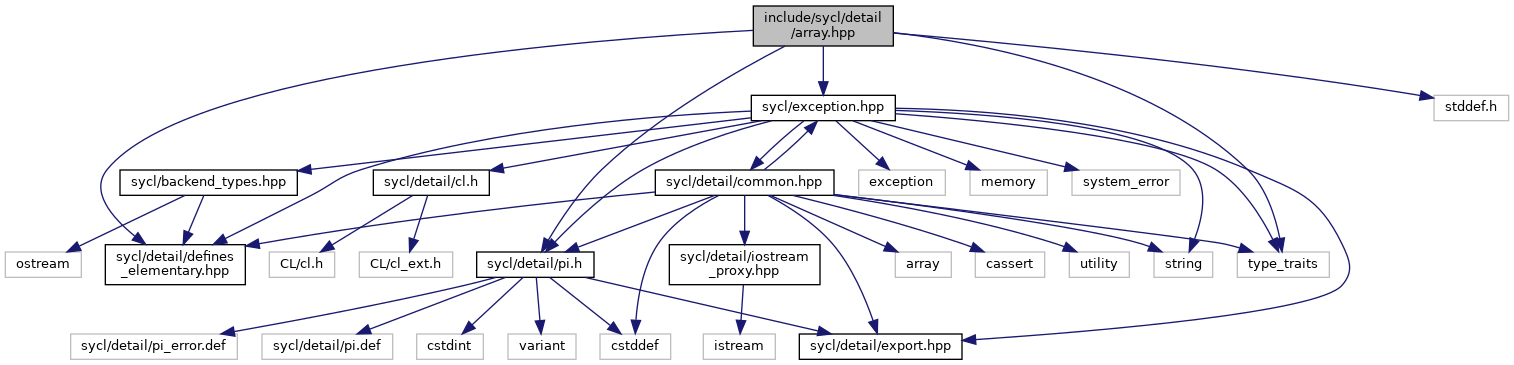 include/sycl/detail
/array.hpp
sycl/exception.hpp
stddef.h
sycl/backend_types.hpp
sycl/detail/cl.h
sycl/detail/common.hpp
exception
memory
system_error
ostream
sycl/detail/defines
_elementary.hpp
CL/cl.h
CL/cl_ext.h
sycl/detail/pi.h
sycl/detail/iostream
_proxy.hpp
array
cassert
utility
string
type_traits
sycl/detail/pi_error.def
sycl/detail/pi.def
cstdint
variant
cstddef
istream
sycl/detail/export.hpp